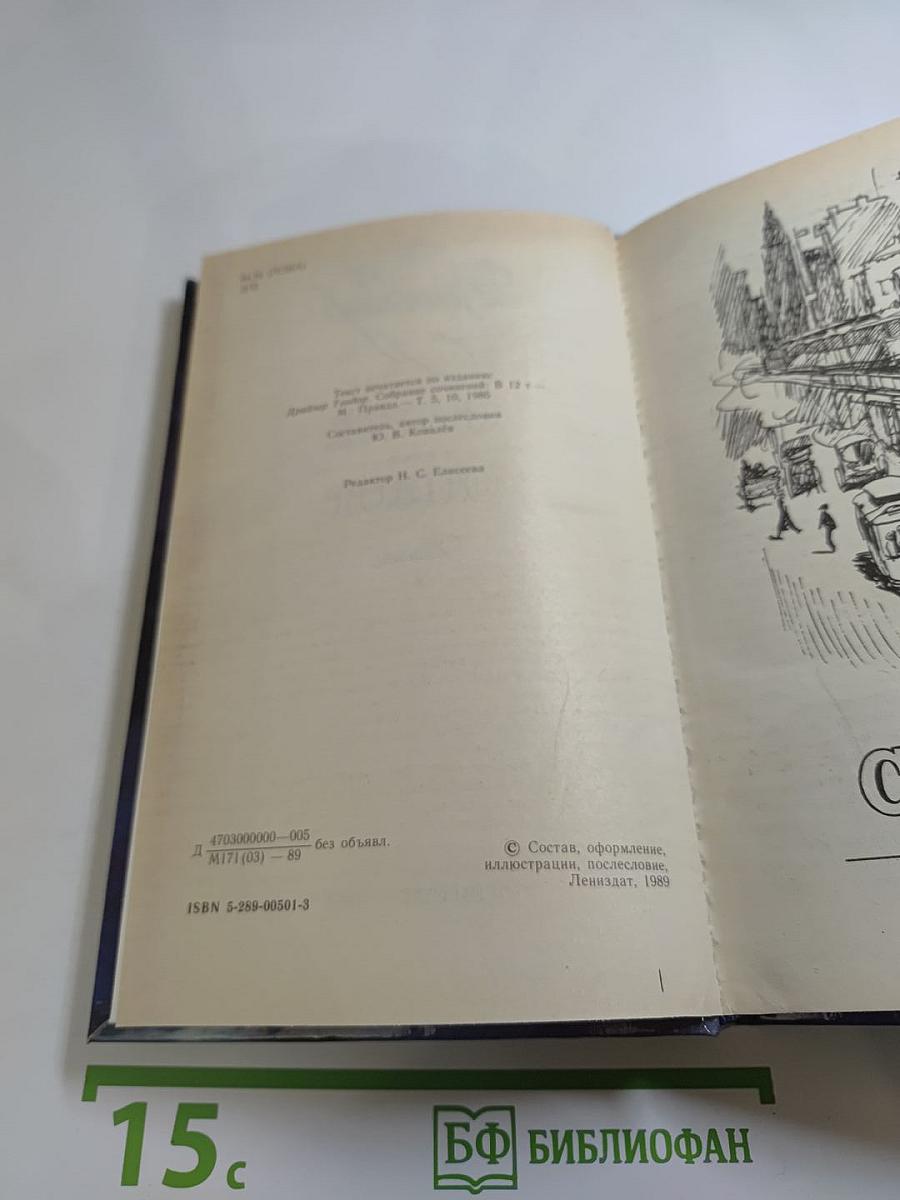 Текст печатается по изданию:
Драйзер Теодор. Собрание сочинений: В 12 т.—
М.: Правда.— Т. 5, 10, 1986
Составитель, автор послесловия
Ю. В. Ковалёв
Редактор Н. С. Елисеева
Д 4703000000—005 без объявл.
М171(03) — 89
ISBN 5-289-00501-3
© Состав, оформление,
иллюстрации, послесловие,
Лениздат, 1989
С
15 с
БФ БИБЛИОФАН